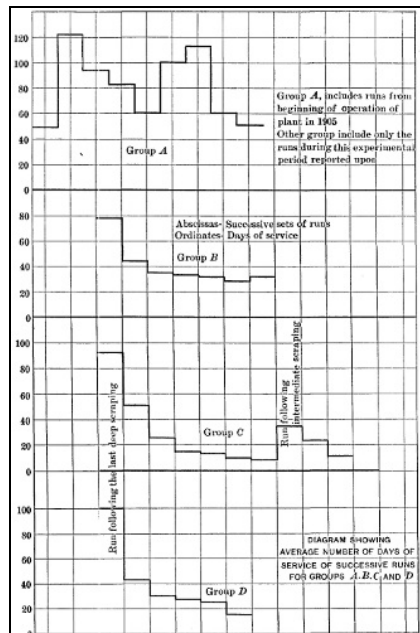 120
100
80
60
40
20
0
Group A, includes runs from
beginning of operation of
plant in 1905
Other group include only the
runs during this experimental
period reported upon
Group A
80
60
40
20
0
Abscissas- Successive sets of runs
Ordinates- Days of service
Group B
100
80
60
40
20
0
Run following the last deep scraping
Group C
Run following
intermediate scraping
100
80
60
40
20
0
Group D
DIAGRAM SHOWING
AVERAGE NUMBER OF DAYS OF
SERVICE OF SUCCESSIVE RUNS
FOR GROUPS A.B.C. AND D